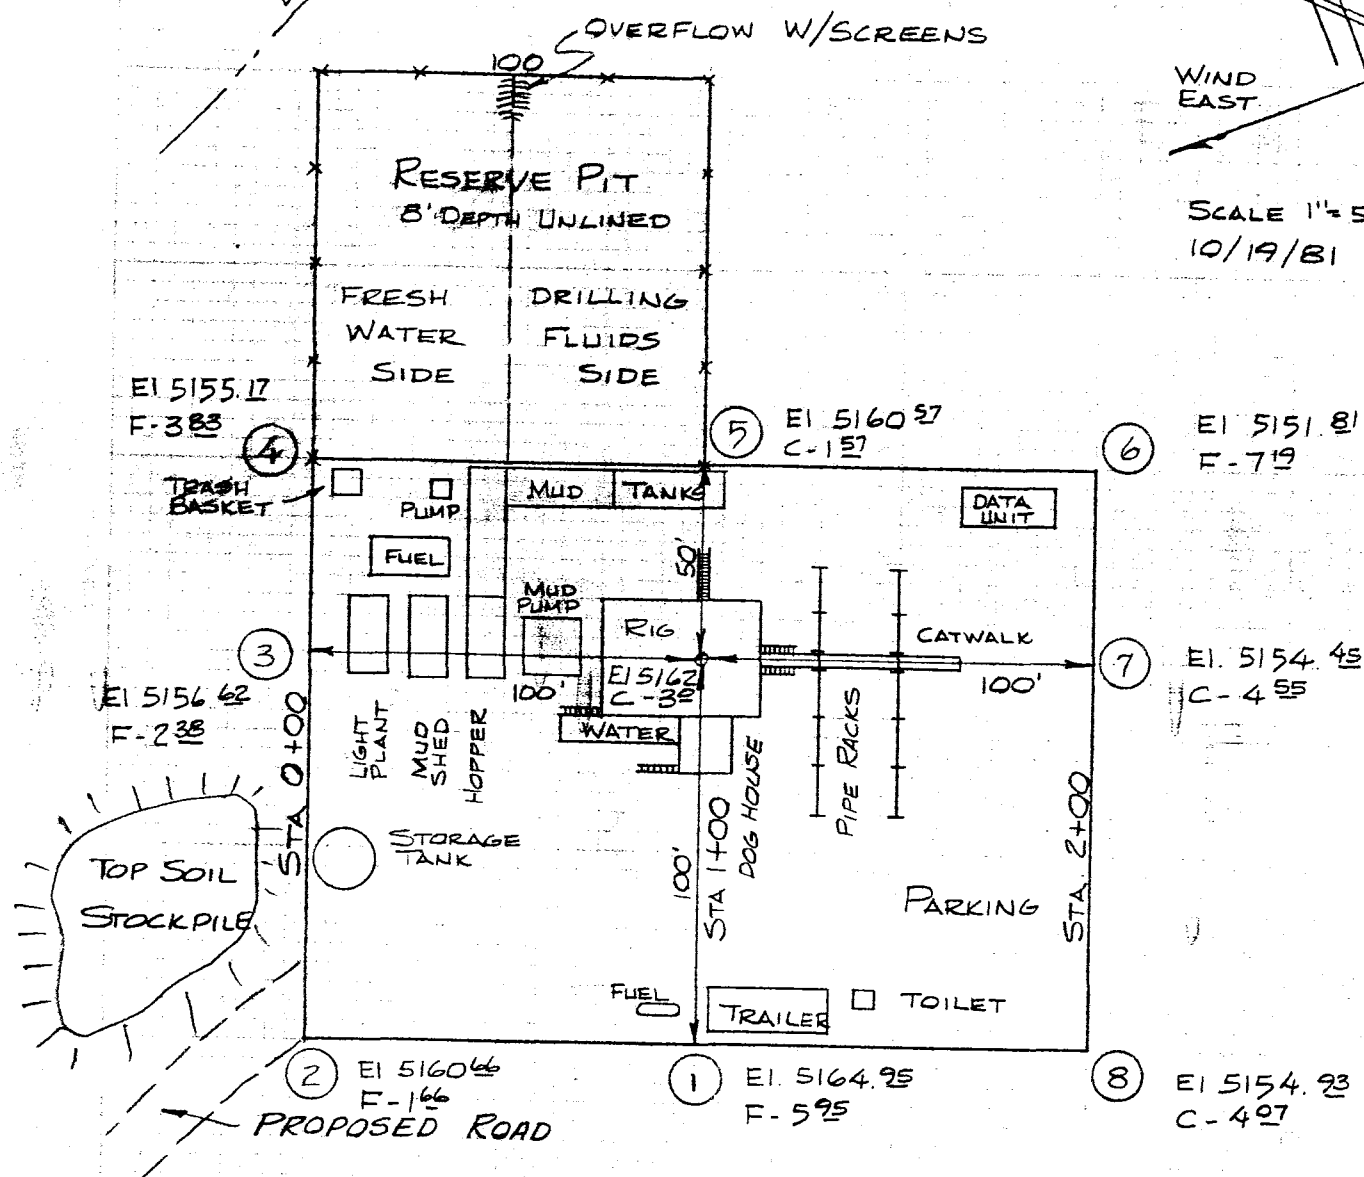 OVERFLOW W/SCREENS
100
WIND
EAST
RESERVE PIT
8' DEPTH UNLINED
SCALE 1"= 5
10/19/81
FRESH
WATER
SIDE
DRILLING
FLUIDS
SIDE
El 5155.17
F-3 83
4
5
El 5160 57
C-1 57
6
El 5151.81
F-7 19
TRASH
BASKET
PUMP
MUD
TANKS
DATA
UNIT
FUEL
50'
MUD
PUMP
RIG
CATWALK
3
El 5162
C-3 00
100'
100'
7
El. 5154.45
C-4 55
El 5156.62
F-2 38
STA 0+00
LIGHT
PLANT
MUD
SHED
HOPPER
WATER
DOG HOUSE
PIPE RACKS
STORAGE
TANK
TOP SOIL
STOCKPILE
100'
STA 1+00
STA 2+00
PARKING
FUEL
TRAILER
TOILET
2
El 5160 66
F-1 66
1
El. 5164.95
F-5 95
8
El 5154.93
C-4 07
PROPOSED ROAD